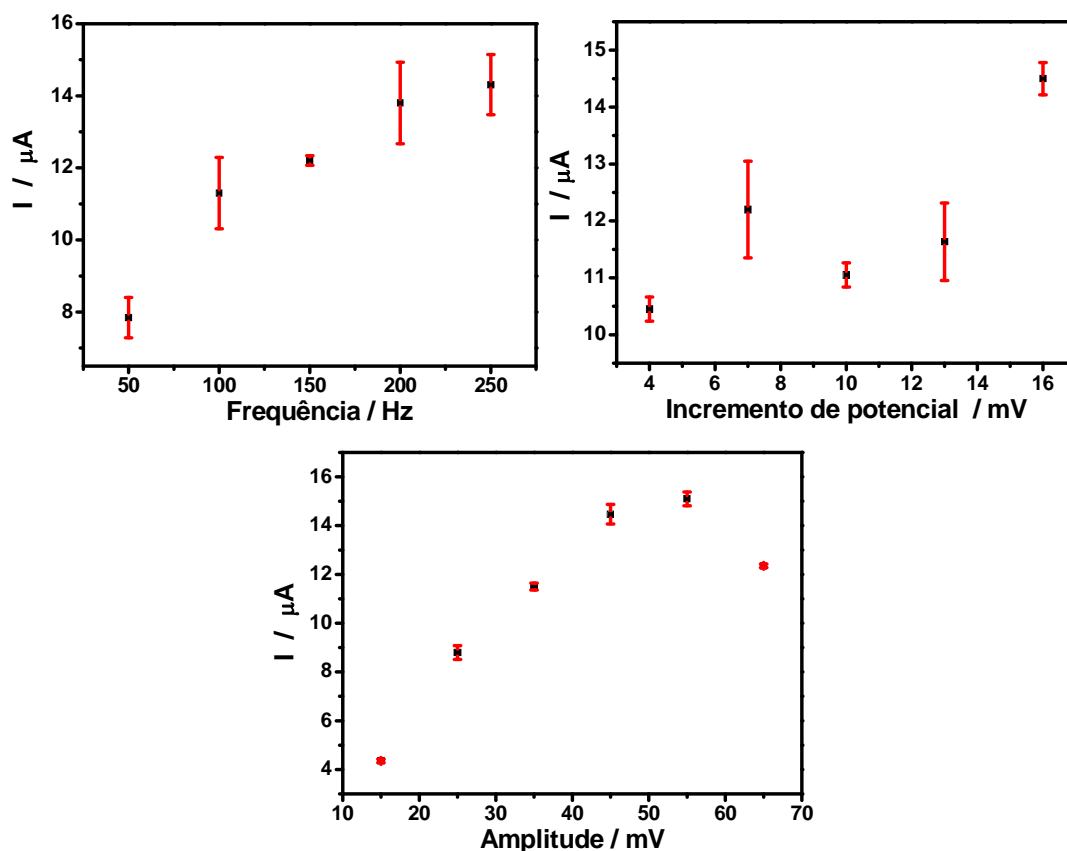 16
14
12
10
8
I / μA
50 100 150 200 250
Frequência / Hz
15
14
13
12
11
10
I / μA
4 6 8 10 12 14 16
Incremento de potencial / mV
16
14
12
10
8
6
4
I / μA
10 20 30 40 50 60 70
Amplitude / mV